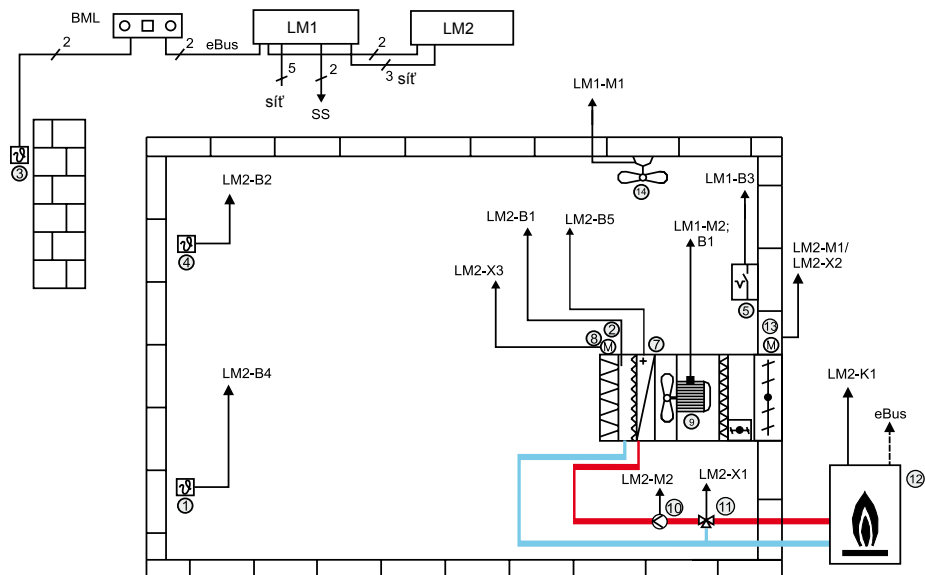 BML
LM1
LM2
2
2
eBus
2
5
síť
2
SS
3
síť
LM1-M1
3
LM2-B2
14
LM1-B3
LM2-B1
LM2-B5
LM1-M2;
B1
LM2-M1/
LM2-X2
4
LM2-X3
5
13
8
2
7
M
M
+
LM2-B4
LM2-K1
9
eBus
LM2-M2
LM2-X1
12
1
10
11